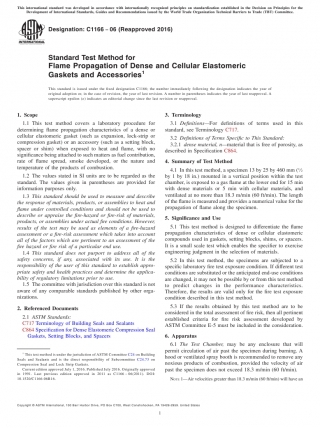 This international standard was developed in accordance with internationally recognized principles on standardization established in the Decision on Principles for the
Development of International Standards, Guides and Recommendations issued by the World Trade Organization Technical Barriers to Trade (TBT) Committee.
Designation: C1166 − 06 (Reapproved 2016)
Standard Test Method for
Flame Propagation of Dense and Cellular Elastomeric
Gaskets and Accessories1
This standard is issued under the fixed designation C1166; the number immediately following the designation indicates the year of
original adoption or, in the case of revision, the year of last revision. A number in parentheses indicates the year of last reapproval. A
superscript epsilon (ε) indicates an editorial change since the last revision or reapproval.
1. Scope
1.1 This test method covers a laboratory procedure for
determining flame propagation characteristics of a dense or
cellular elastomeric gasket (such as expansion, lock-strip or
compression gasket) or an accessory (such as a setting block,
spacer or shim) when exposed to heat and flame, with no
significance being attached to such matters as fuel contribution,
rate of flame spread, smoke developed, or the nature and
temperature of the products of combustion.
1.2 The values stated in SI units are to be regarded as the
standard. The values given in parentheses are provided for
information purposes only.
1.3 This standard should be used to measure and describe
the response of materials, products, or assemblies to heat and
flame under controlled conditions and should not be used to
describe or appraise the fire-hazard or fire-risk of materials,
products, or assemblies under actual fire conditions. However,
results of the test may be used as elements of a fire-hazard
assessment or a fire-risk assessment which takes into account
all of the factors which are pertinent to an assessment of the
fire hazard or fire risk of a particular end use.
1.4 This standard does not purport to address all of the
safety concerns, if any, associated with its use. It is the
responsibility of the user of this standard to establish appro-
priate safety and health practices and determine the applica-
bility of regulatory limitations prior to use.
1.5 The committee with jurisdiction over this standard is not
aware of any comparable standards published by other orga-
nizations.
2. Referenced Documents
2.1 ASTM Standards:
C717 Terminology of Building Seals and Sealants
C864 Specification for Dense Elastomeric Compression Seal
Gaskets, Setting Blocks, and Spacers
1 This test method is under the jurisdiction of ASTM Committee C24 on Building
Seals and Sealants and is the direct responsibility of Subcommittee C24.73 on
Compression Seal and Lock Strip Gaskets.
Current edition approved July 1, 2016. Published July 2016. Originally approved
in 1991. Last previous edition approved in 2011 as C1166–06(2011). DOI:
10.1520/C1166-06R16.
3. Terminology
3.1 Definitions—For definitions of terms used in this
standard, see Terminology C717.
3.2 Definitions of Terms Specific to This Standard:
3.2.1 dense material, n—material that is free of porosity, as
described in Specification C864.
4. Summary of Test Method
4.1 In this test method, a specimen 13 by 25 by 460 mm (½
by 1 by 18 in.) mounted in a vertical position within the test
chamber, is exposed to a gas flame at the lower end for 15 min
with dense materials or 5 min with cellular materials, and
ventilated at no more than 18.3 m/min (60 ft/min). The length
of the flame is measured and provides a numerical value for the
propagation of flame along the specimen.
5. Significance and Use
5.1 This test method is designed to differentiate the flame
propagation characteristics of dense or cellular elastomeric
compounds used in gaskets, setting blocks, shims, or spacers.
It is a small scale test which enables the specifier to exercise
engineering judgment in the selection of materials.
5.2 In this test method, the specimens are subjected to a
specific laboratory fire test exposure condition. If different test
conditions are substituted or the anticipated end-use conditions
are changed, it may not be possible by or from this test method
to predict changes in the performance characteristics.
Therefore, the results are valid only for the fire test exposure
condition described in this test method.
5.3 If the results obtained by this test method are to be
considered in the total assessment of fire risk, then all pertinent
established criteria for fire risk assessment developed by
ASTM Committee E-5 must be included in the consideration.
6. Apparatus
6.1 The Test Chamber, may be any enclosure that will
permit circulation of air past the specimen during burning. A
hood or ventilated spray booth is recommended to remove any
noxious products of combustion, provided the velocity of air
past the specimen does not exceed 18.3 m/min (60 ft/min).
NOTE 1—Air velocities greater than 18.3 m/min (60 ft/min) will have an
Copyright © ASTM International, 100 Barr Harbor Drive, PO Box C700, West Conshohocken, PA 19428-2959. United States
1